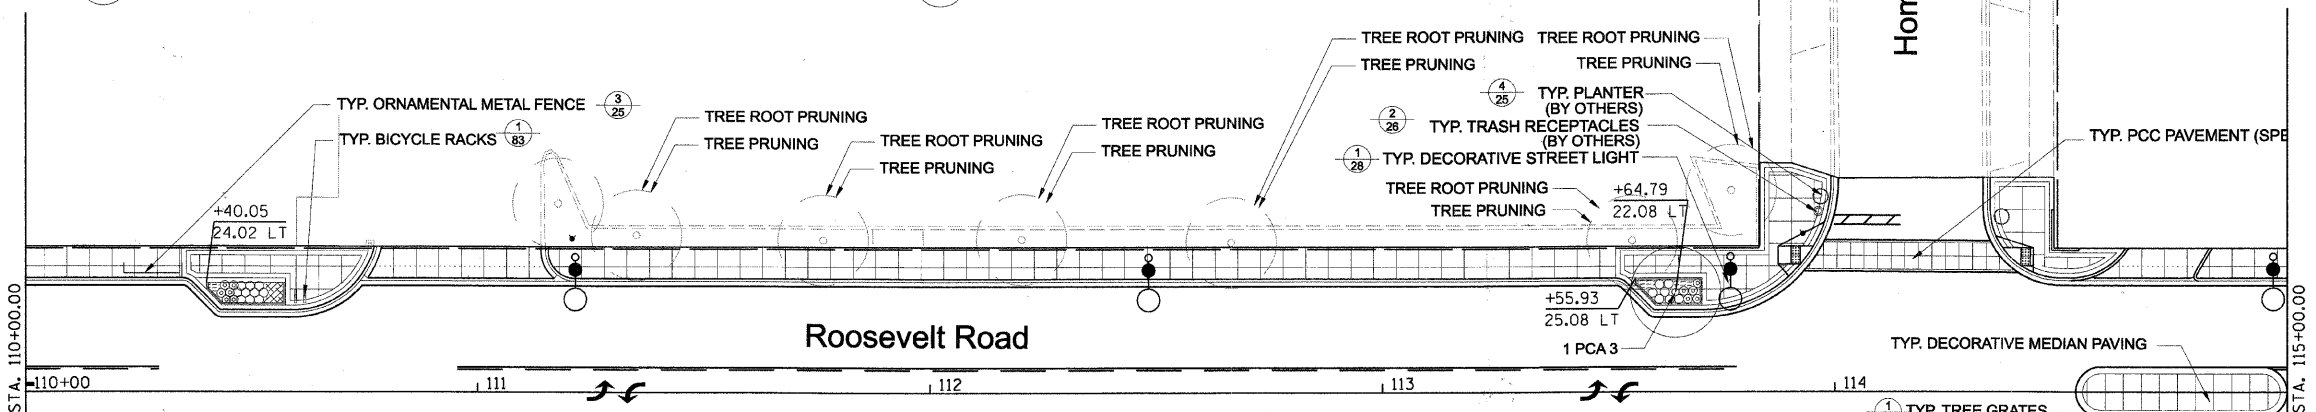 TREE ROOT PRUNING
TREE PRUNING
TREE ROOT PRUNING
TREE PRUNING
4
25
TYP. PLANTER
(BY OTHERS)
2
26
TYP. TRASH RECEPTACLES
(BY OTHERS)
1
28
TYP. DECORATIVE STREET LIGHT
TREE ROOT PRUNING
TREE PRUNING
TYP. ORNAMENTAL METAL FENCE
3
25
TYP. BICYCLE RACKS
1
83
TREE ROOT PRUNING
TREE PRUNING
TREE ROOT PRUNING
TREE PRUNING
TREE ROOT PRUNING
TREE PRUNING
Hom
TYP. PCC PAVEMENT (SPE
+40.05
24.02 LT
+64.79
22.08 LT
+55.93
25.08 LT
1 PCA 3
Roosevelt Road
TYP. DECORATIVE MEDIAN PAVING
STA. 110+00.00
110+00
111
112
113
114
STA. 115+00.00
1
TYP. TREE GRATES